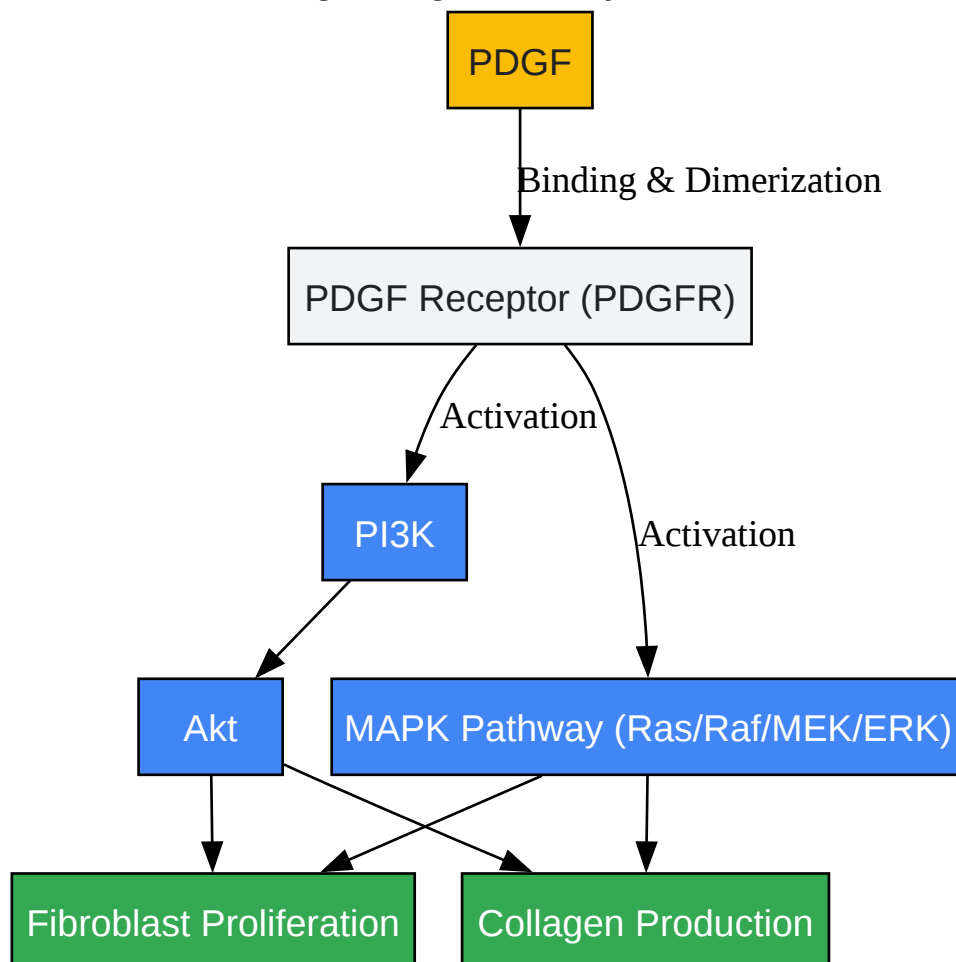 PDGF
Binding & Dimerization
PDGF Receptor (PDGFR)
Activation
PI3K
Activation
Akt
MAPK Pathway (Ras/Raf/MEK/ERK)
Fibroblast Proliferation
Collagen Production